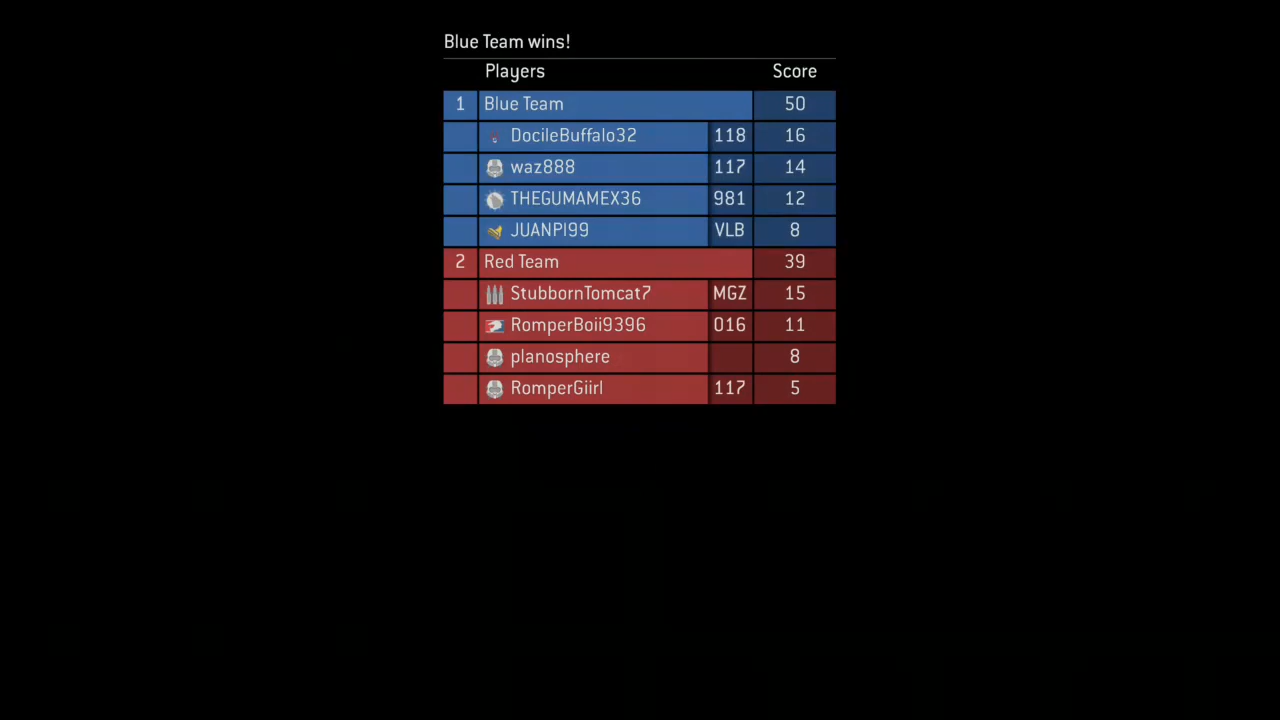 Blue Team wins!
Players Score
1 Blue Team 50
DocileBuffalo32 118 16
waz888 117 14
THEGUMAMEX36 981 12
JUANPI99 VLB 8
2 Red Team 39
StubbornTomcat7 MGZ 15
RomperBoii9396 016 11
planosphere 8
RomperGiirl 117 5